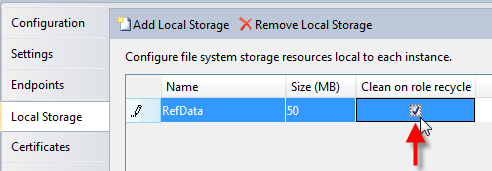 Configuration
Settings
Endpoints
Local Storage
Certificates
Add Local Storage Remove Local Storage
Configure file system storage resources local to each instance.
Name Size (MB) Clean on role recycle
RefData 50